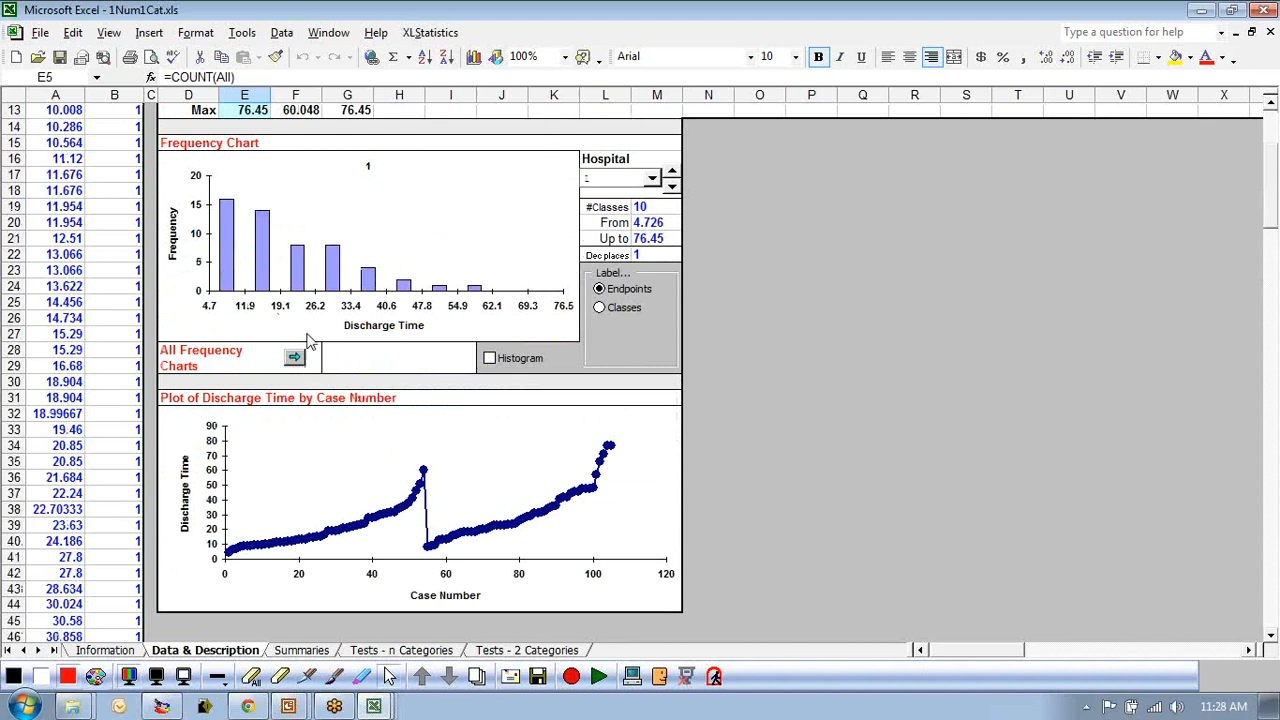 Microsoft Excel - 1Num1Cat.xls
File Edit View Insert Format Tools Data Window Help XLStatistics
Type a question for help
100% Arial 10 B I U $ %
E5 fx =COUNT(All)
A B C D E F G H I J K L M N O P Q R S T U V W X
13 10.008 1 Max 76.45 60.048 76.45
14 10.286 1
15 10.564 1
16 11.12 1
17 11.676 1
18 11.676 1
19 11.954 1
20 11.954 1
21 12.51 1
22 13.066 1
23 13.066 1
24 13.622 1
25 14.456 1
26 14.734 1
27 15.29 1
28 15.29 1
29 16.68 1
30 18.904 1
31 18.904 1
32 18.99667 1
33 19.46 1
34 20.85 1
35 20.85 1
36 21.684 1
37 22.24 1
38 22.70333 1
39 23.63 1
40 24.186 1
41 27.8 1
42 27.8 1
43 28.634 1
44 30.024 1
45 30.58 1
46 30.858 1
Frequency Chart
1
Frequency
20
15
10
5
0
4.7 11.9 19.1 26.2 33.4 40.6 47.8 54.9 62.1 69.3 76.5
Discharge Time
Hospital
1
#Classes 10
From 4.726
Up to 76.45
Dec places 1
Label...
Endpoints
Classes
All Frequency
Charts
Histogram
Plot of Discharge Time by Case Number
Discharge Time
90
80
70
60
50
40
30
20
10
0
0 20 40 60 80 100 120
Case Number
Information Data & Description Summaries Tests - n Categories Tests - 2 Categories
All
11:28 AM